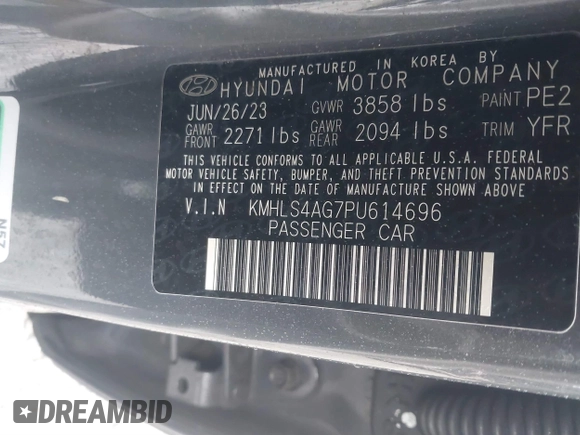 MANUFACTURED IN KOREA BY
HYUNDAI MOTOR COMPANY
JUN/26/23 GVWR 3858 lbs PAINT PE2
GAWR FRONT 2271 lbs GAWR REAR 2094 lbs TRIM YFR
THIS VEHICLE CONFORMS TO ALL APPLICABLE U.S.A. FEDERAL
MOTOR VEHICLE SAFETY, BUMPER, AND THEFT PREVENTION STANDARDS
IN EFFECT ON THE DATE OF MANUFACTURE SHOWN ABOVE
V.I.N KMHLS4AG7PU614696
PASSENGER CAR
DREAMBID